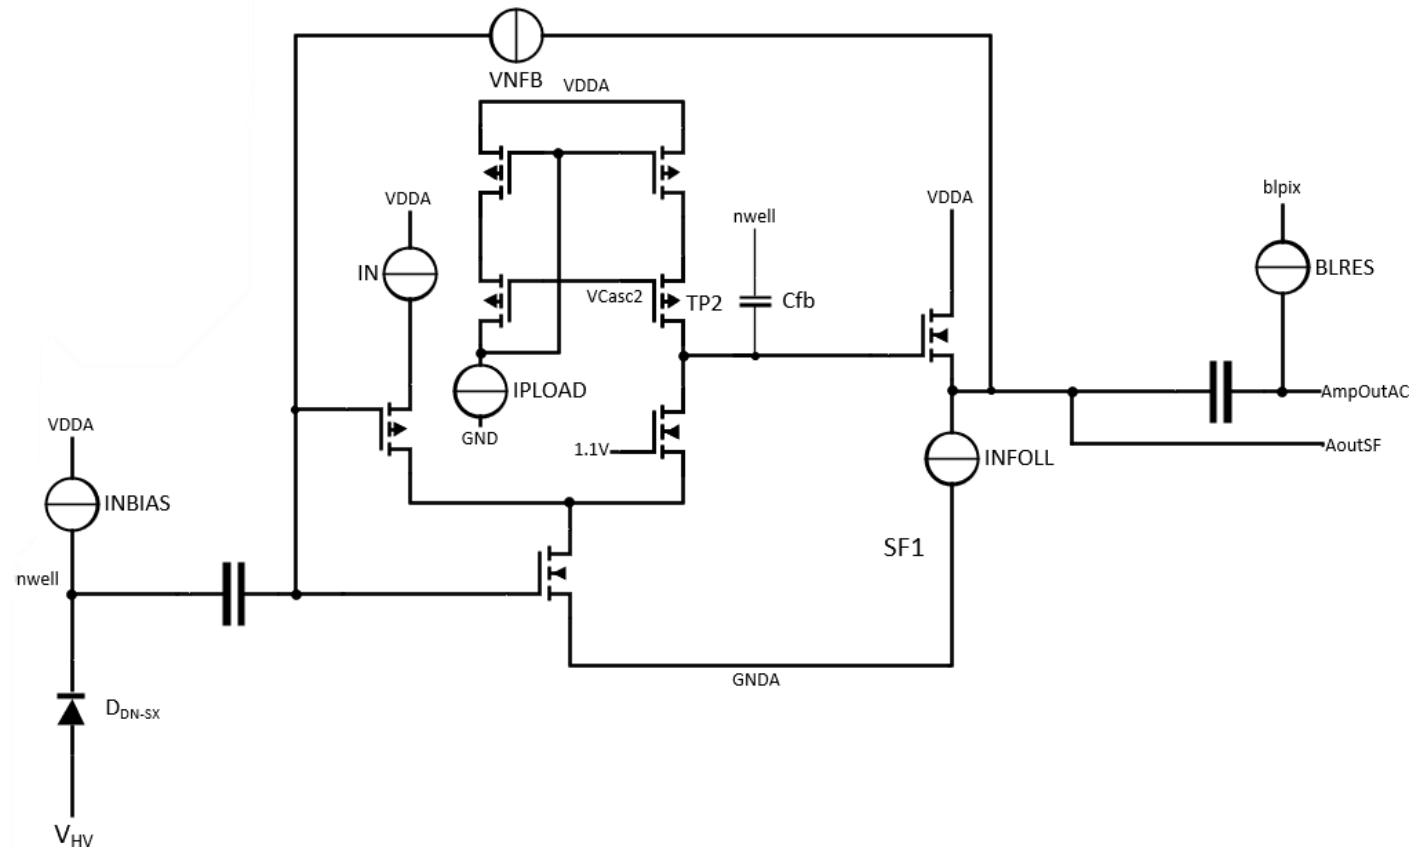 VNFB
VDDA
blpix
VDDA
VDDA
nwell
BLRES
IN
VCasc2
TP2
Cfb
IPLOAD
AmpOutAC
VDDA
GND
1.1V
AoutSF
INFOLL
INBIAS
SF1
nwell
GNDA
DDN-SX
VHV